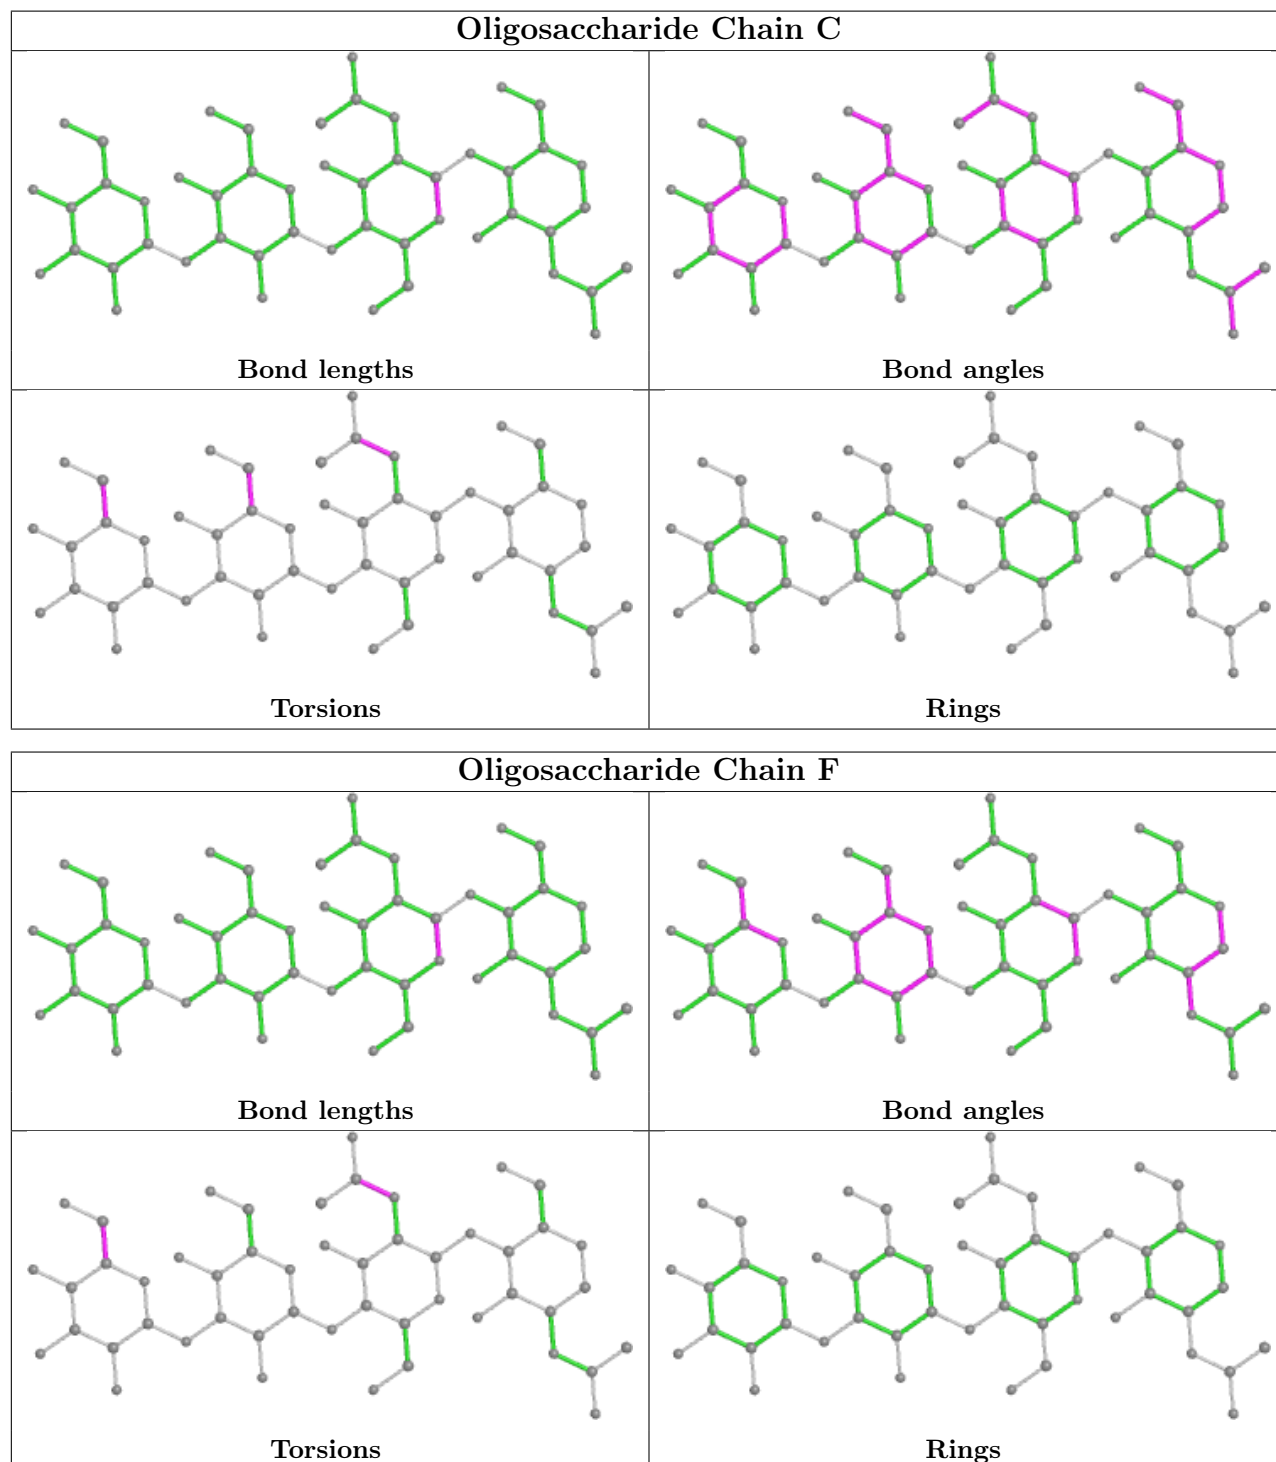 Oligosaccharide Chain C
Bond lengths
Bond angles
Torsions
Rings
Oligosaccharide Chain F
Bond lengths
Bond angles
Torsions
Rings